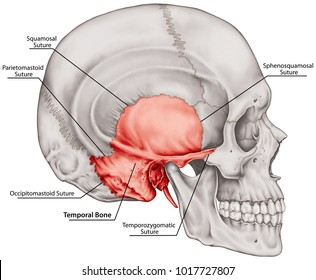 Squamosal
Suture
Parietomastoid
Suture
Sphenosquamosal
Suture
Occipitomastoid Suture
Temporal Bone
Temporozygomatic
Suture
shutterstock.com · 1017727807